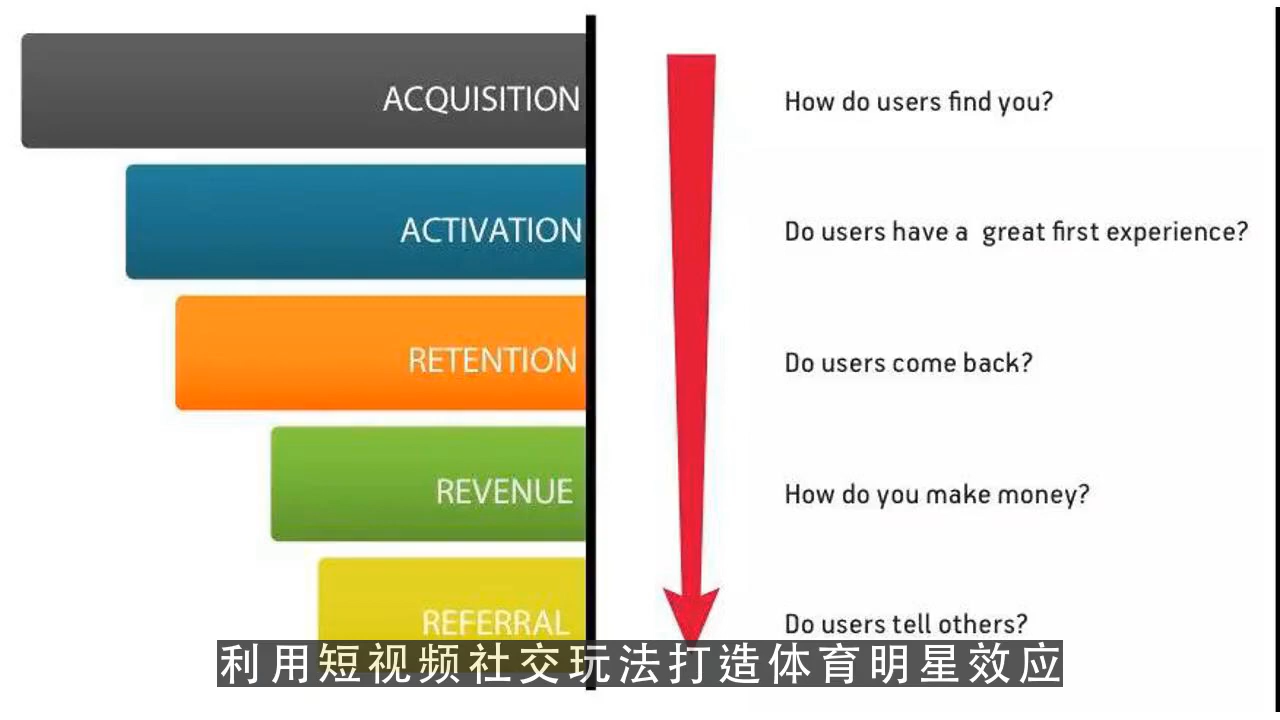 ACQUISITION
How do users find you?
ACTIVATION
Do users have a great first experience?
RETENTION
Do users come back?
REVENUE
How do you make money?
REFERRAL
Do users tell others?
利用短视频社交玩法打造体育明星效应